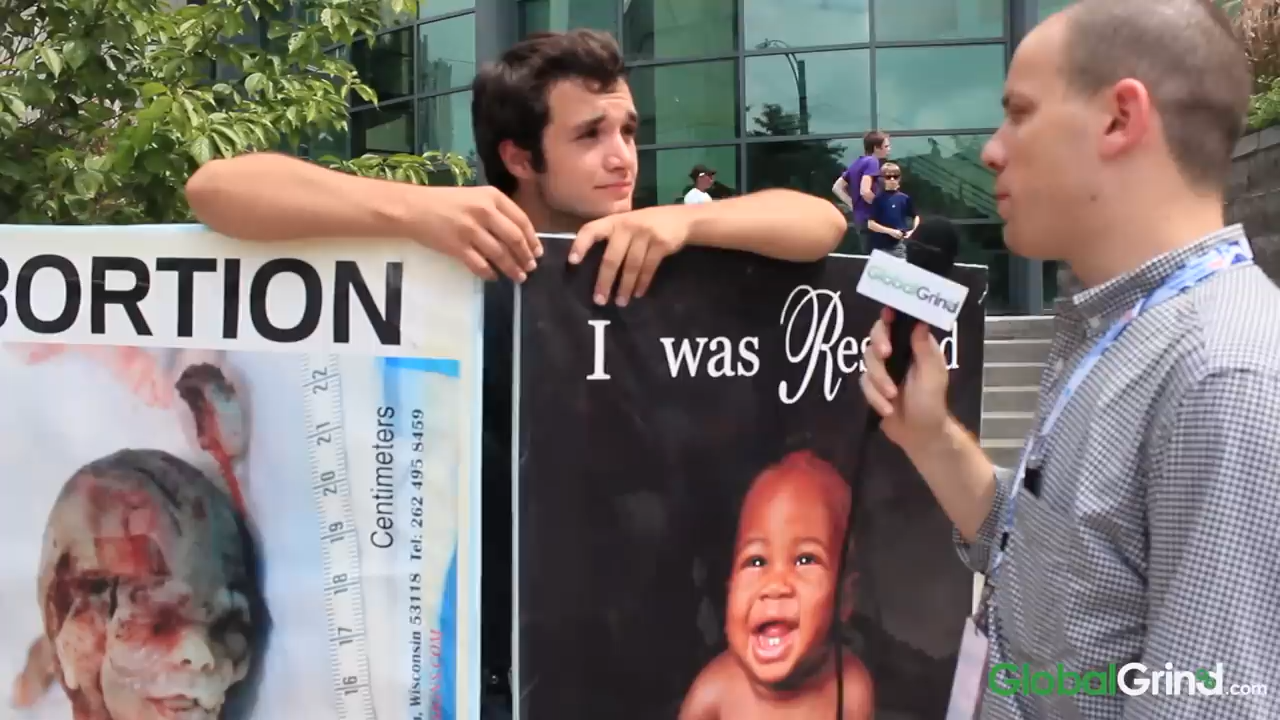 BORTION
22
21
20
19
18
17
16
Centimeters
Wisconsin 53118 Tel: 262 495 8459
I was Res d
GlobalGrind
GlobalGrind.com